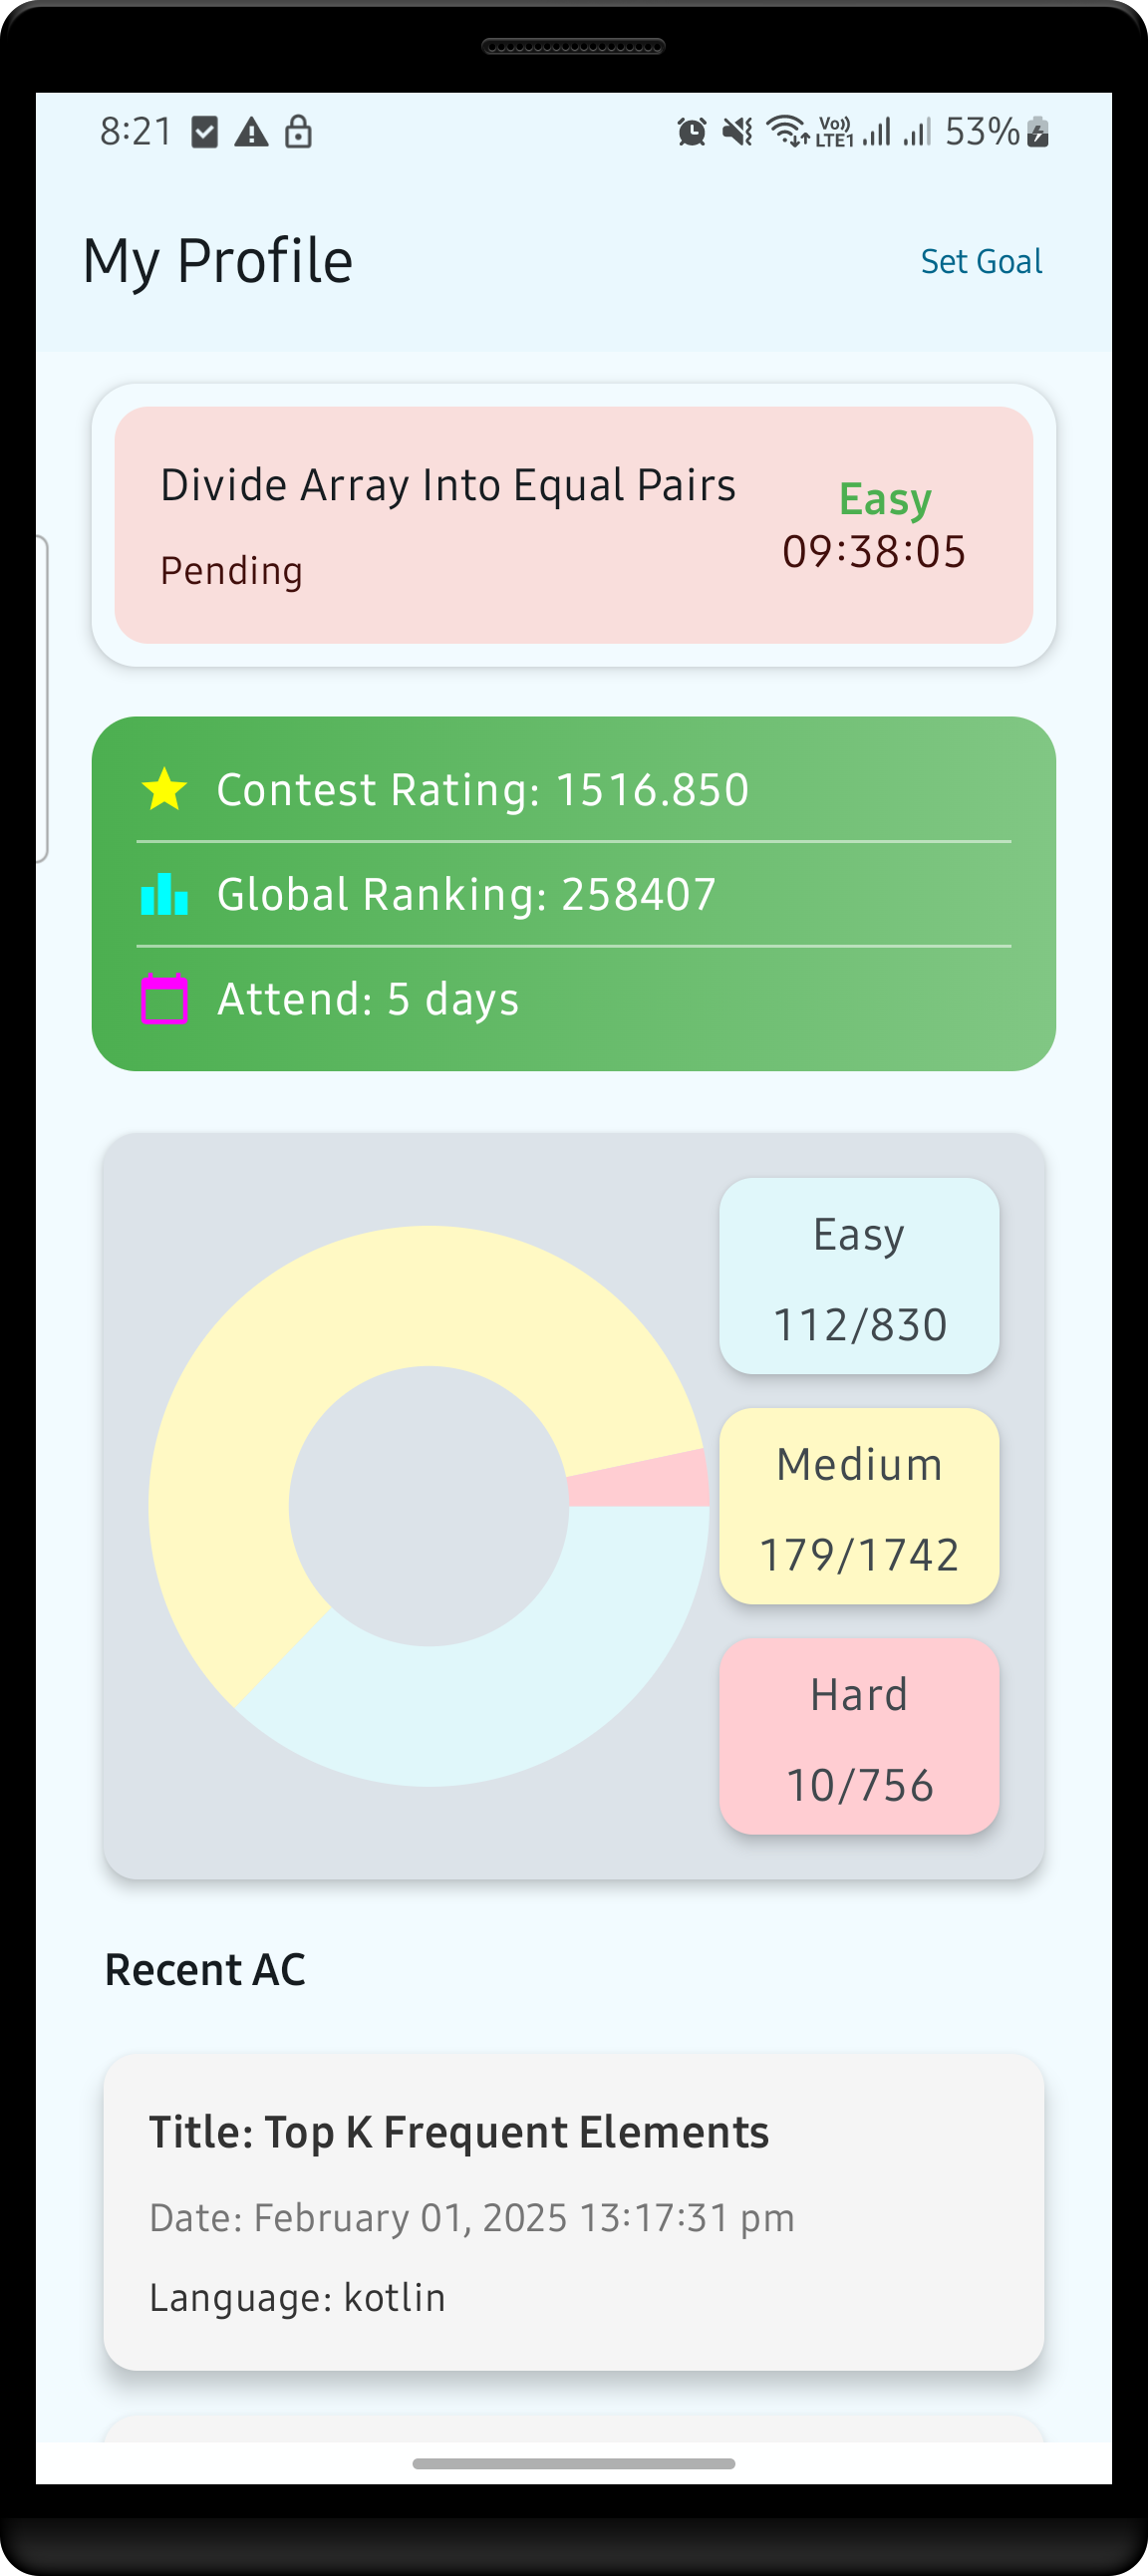 8:21 Vo)) LTE1 53%
My Profile
Set Goal
Divide Array Into Equal Pairs
Easy
Pending
09:38:05
Contest Rating: 1516.850
Global Ranking: 258407
Attend: 5 days
Easy
112/830
Medium
179/1742
Hard
10/756
Recent AC
Title: Top K Frequent Elements
Date: February 01, 2025 13:17:31 pm
Language: kotlin